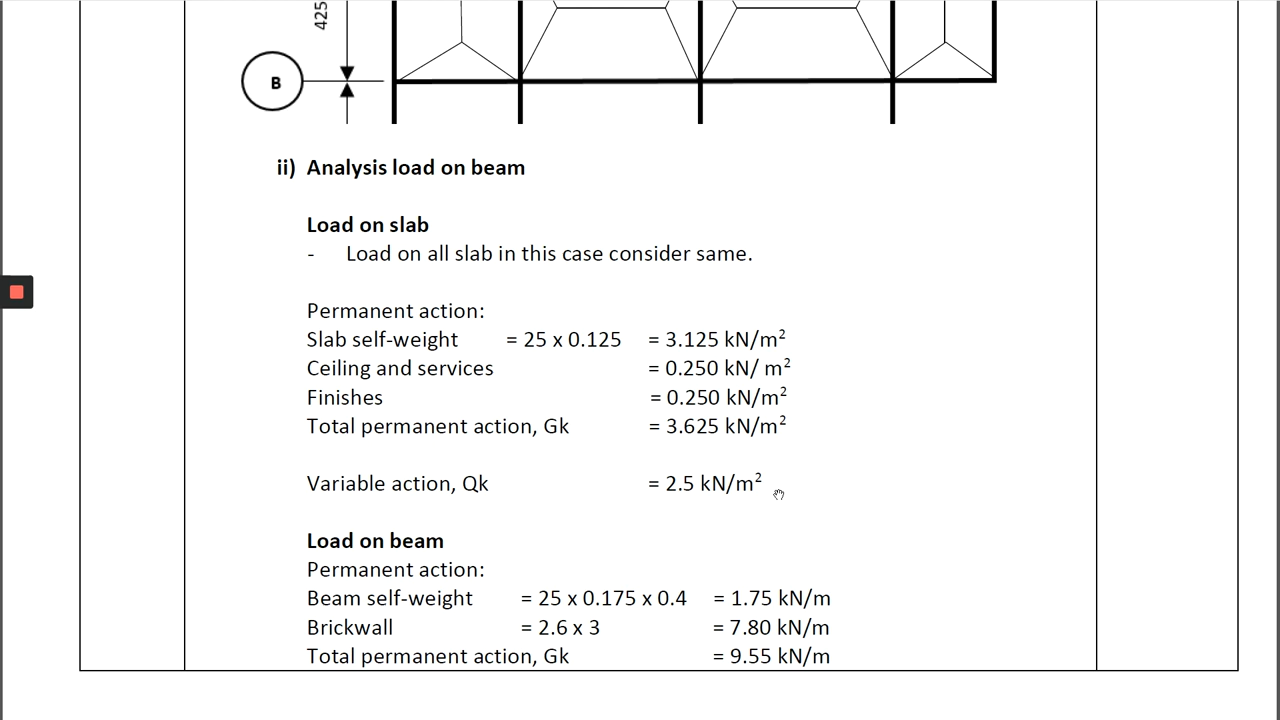 425
B
ii) Analysis load on beam
Load on slab
- Load on all slab in this case consider same.
Permanent action:
Slab self-weight = 25 x 0.125 = 3.125 kN/m²
Ceiling and services = 0.250 kN/ m²
Finishes = 0.250 kN/m²
Total permanent action, Gk = 3.625 kN/m²
Variable action, Qk = 2.5 kN/m²
Load on beam
Permanent action:
Beam self-weight = 25 x 0.175 x 0.4 = 1.75 kN/m
Brickwall = 2.6 x 3 = 7.80 kN/m
Total permanent action, Gk = 9.55 kN/m